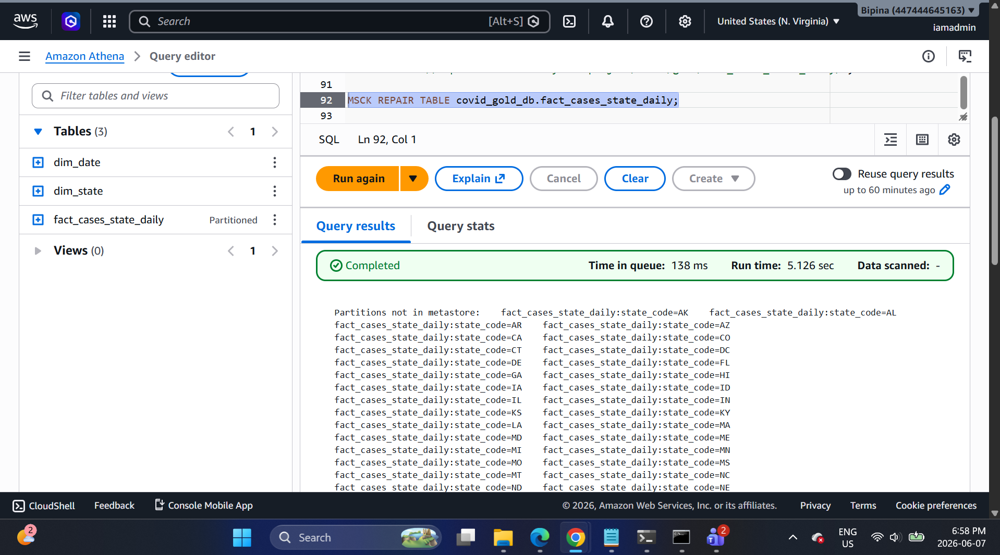 aws
Search [Alt+S]
United States (N. Virginia) ▼
Bipina (447444645163) ▼
iamadmin
Amazon Athena > Query editor
Filter tables and views
Tables (3) < 1 >
dim_date
dim_state
fact_cases_state_daily Partitioned
Views (0) < 1 >
91
92 MSCK REPAIR TABLE covid_gold_db.fact_cases_state_daily;
93
SQL Ln 92, Col 1
Run again Explain Cancel Clear Create
Reuse query results
up to 60 minutes ago
Query results Query stats
Completed Time in queue: 138 ms Run time: 5.126 sec Data scanned: -
Partitions not in metastore: fact_cases_state_daily:state_code=AK fact_cases_state_daily:state_code=AL
fact_cases_state_daily:state_code=AR fact_cases_state_daily:state_code=AZ
fact_cases_state_daily:state_code=CA fact_cases_state_daily:state_code=CO
fact_cases_state_daily:state_code=CT fact_cases_state_daily:state_code=DC
fact_cases_state_daily:state_code=DE fact_cases_state_daily:state_code=FL
fact_cases_state_daily:state_code=GA fact_cases_state_daily:state_code=HI
fact_cases_state_daily:state_code=IA fact_cases_state_daily:state_code=ID
fact_cases_state_daily:state_code=IL fact_cases_state_daily:state_code=IN
fact_cases_state_daily:state_code=KS fact_cases_state_daily:state_code=KY
fact_cases_state_daily:state_code=LA fact_cases_state_daily:state_code=MA
fact_cases_state_daily:state_code=MD fact_cases_state_daily:state_code=ME
fact_cases_state_daily:state_code=MI fact_cases_state_daily:state_code=MN
fact_cases_state_daily:state_code=MO fact_cases_state_daily:state_code=MS
fact_cases_state_daily:state_code=MT fact_cases_state_daily:state_code=NC
fact_cases_state_daily:state_code=ND fact_cases_state_daily:state_code=NE
CloudShell Feedback Console Mobile App © 2026, Amazon Web Services, Inc. or its affiliates. Privacy Terms Cookie preferences
2
Search
2
ENG
US
6:58 PM
2026-06-07